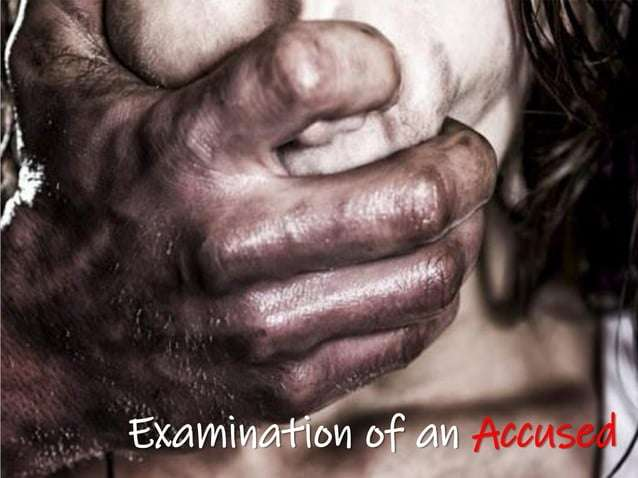 Examination of an Accused